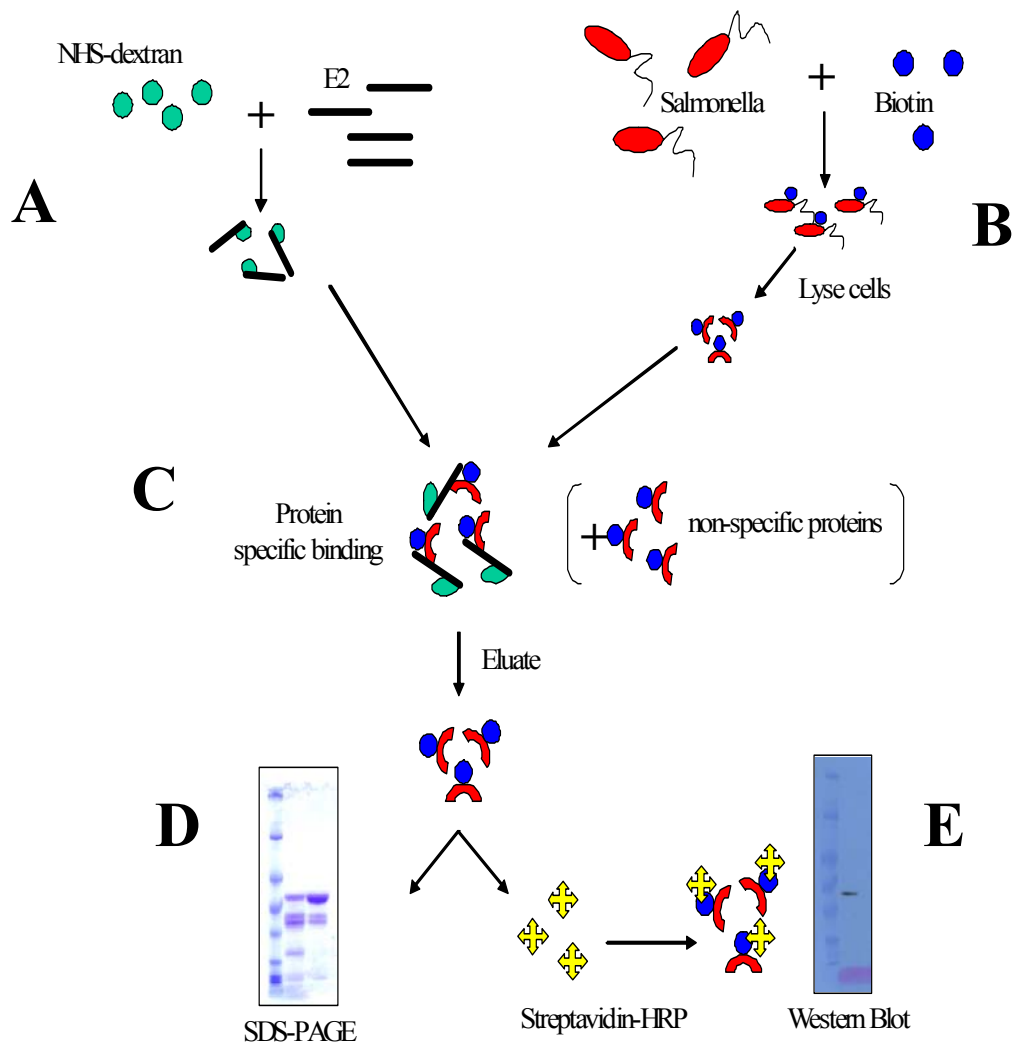 NHS-dextran
E2
+
Salmonella
+
Biotin
A
B
Lyse cells
C
Protein
specific binding
+
non-specific proteins
Eluate
D
E
SDS-PAGE
Streptavidin-HRP
Western Blot